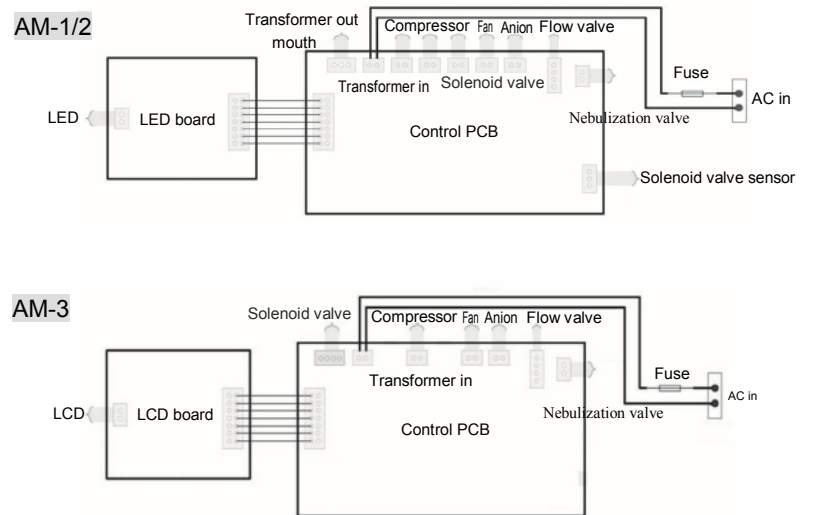 AM-1/2
Transformer out
mouth
Compressor Fan Anion Flow valve
Transformer in
Solenoid valve
Fuse
AC in
LED
LED board
Control PCB
Nebulization valve
Solenoid valve sensor
AM-3
Solenoid valve
Compressor Fan Anion Flow valve
Transformer in
Fuse
AC in
LCD
LCD board
Control PCB
Nebulization valve